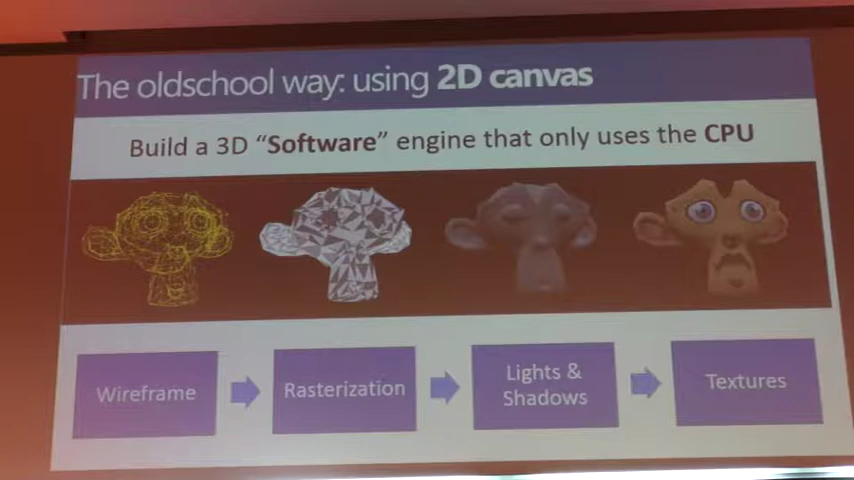 The oldschool way: using 2D canvas
Build a 3D "Software" engine that only uses the CPU
Wireframe
Rasterization
Lights &
Shadows
Textures